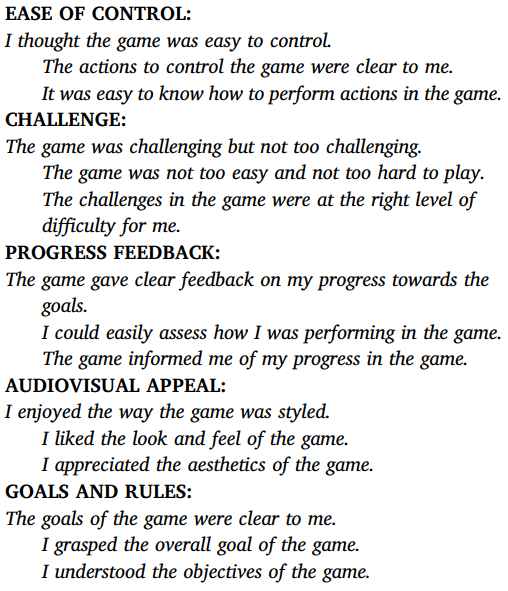 EASE OF CONTROL:
I thought the game was easy to control.
The actions to control the game were clear to me.
It was easy to know how to perform actions in the game.
CHALLENGE:
The game was challenging but not too challenging.
The game was not too easy and not too hard to play.
The challenges in the game were at the right level of
difficulty for me.
PROGRESS FEEDBACK:
The game gave clear feedback on my progress towards the
goals.
I could easily assess how I was performing in the game.
The game informed me of my progress in the game.
AUDIOVISUAL APPEAL:
I enjoyed the way the game was styled.
I liked the look and feel of the game.
I appreciated the aesthetics of the game.
GOALS AND RULES:
The goals of the game were clear to me.
I grasped the overall goal of the game.
I understood the objectives of the game.